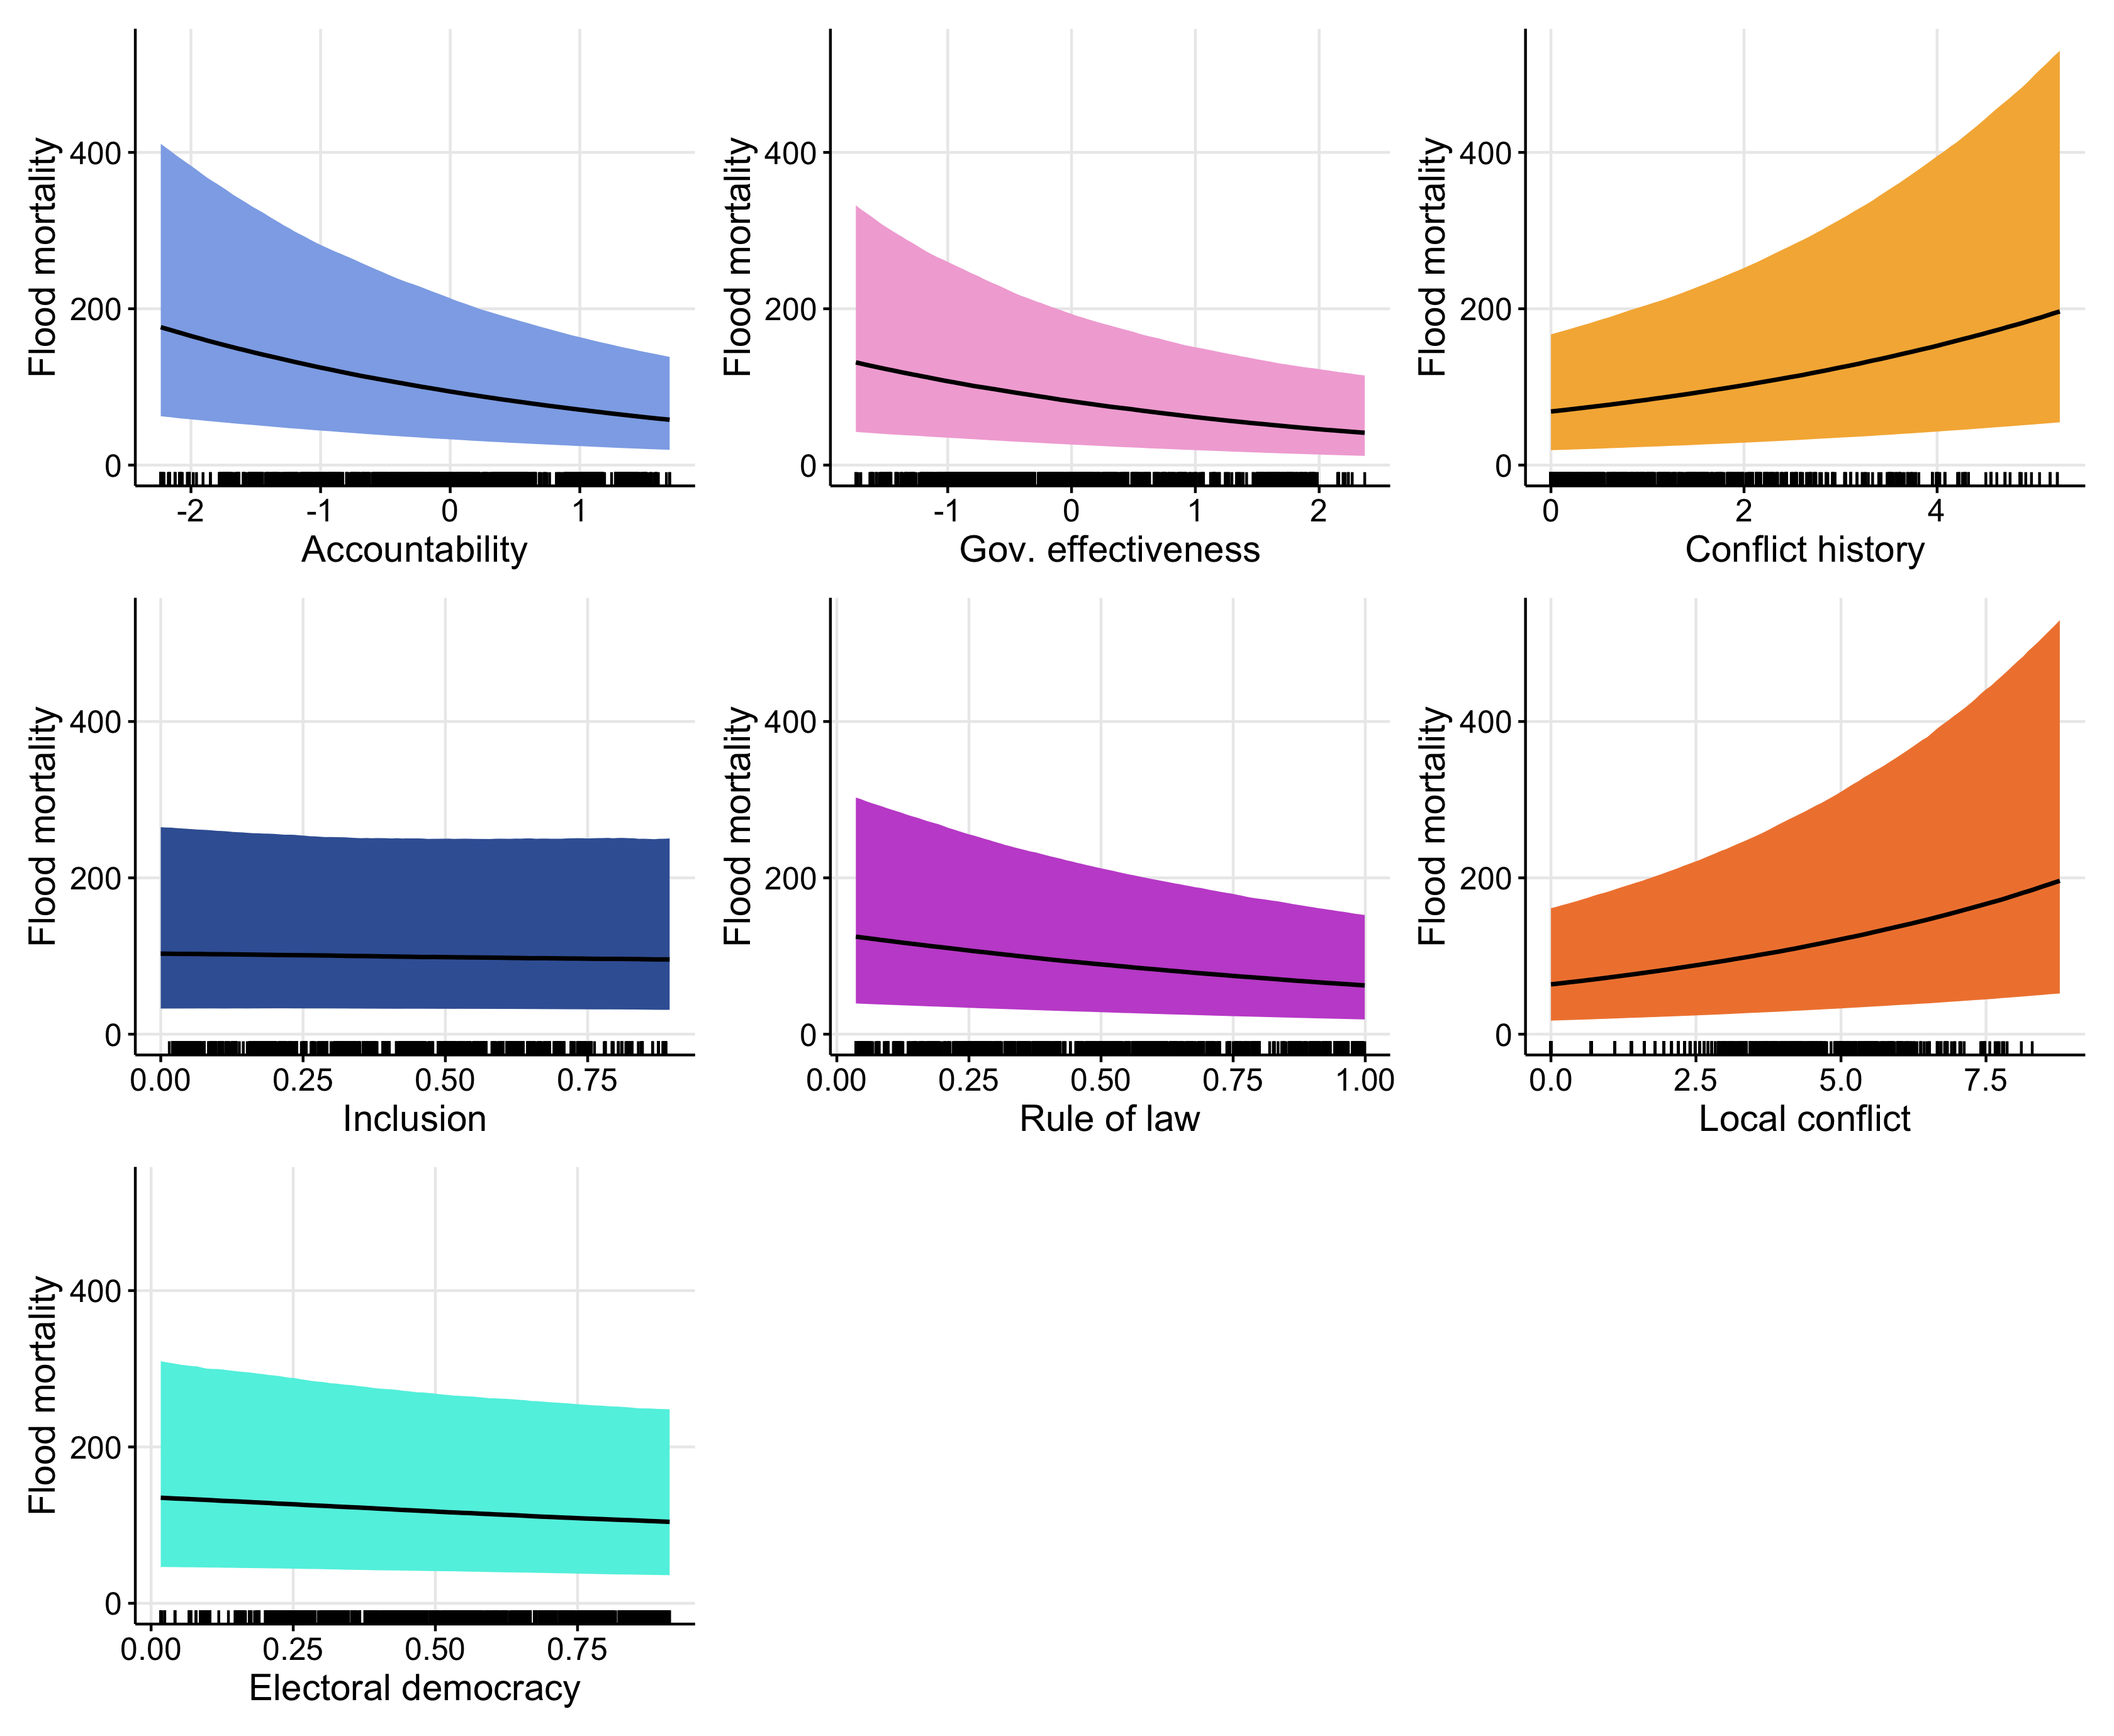 Flood mortality
400
200
0
-2 -1 0 1
Accountability
Flood mortality
400
200
0
-1 0 1 2
Gov. effectiveness
Flood mortality
400
200
0
0 2 4
Conflict history
Flood mortality
400
200
0
0.00 0.25 0.50 0.75
Inclusion
Flood mortality
400
200
0
0.00 0.25 0.50 0.75 1.00
Rule of law
Flood mortality
400
200
0
0.0 2.5 5.0 7.5
Local conflict
Flood mortality
400
200
0
0.00 0.25 0.50 0.75
Electoral democracy